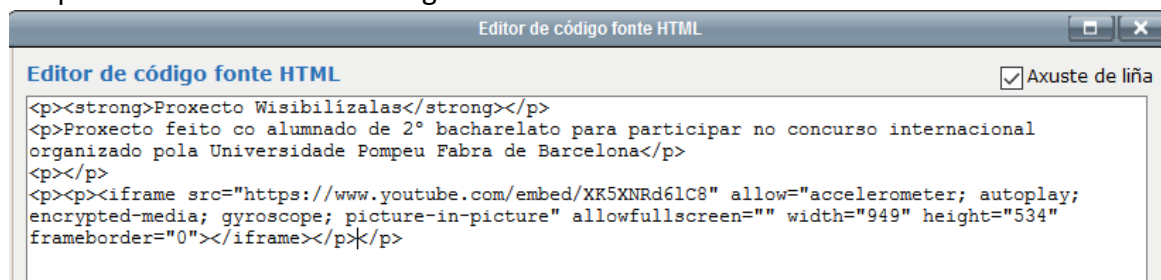 Editor de código fonte HTML
Editor de código fonte HTML
Axuste de liña
<p><strong>Proxecto Wisibilízalas</strong></p>
<p>Proxecto feito co alumnado de 2º bacharelato para participar no concurso internacional
organizado pola Universidade Pompeu Fabra de Barcelona</p>
<p></p>
<p><p><iframe src="https://www.youtube.com/embed/XK5XNRd6lC8" allow="accelerometer; autoplay;
encrypted-media; gyroscope; picture-in-picture" allowfullscreen="" width="949" height="534"
frameborder="0"></iframe></p></p>